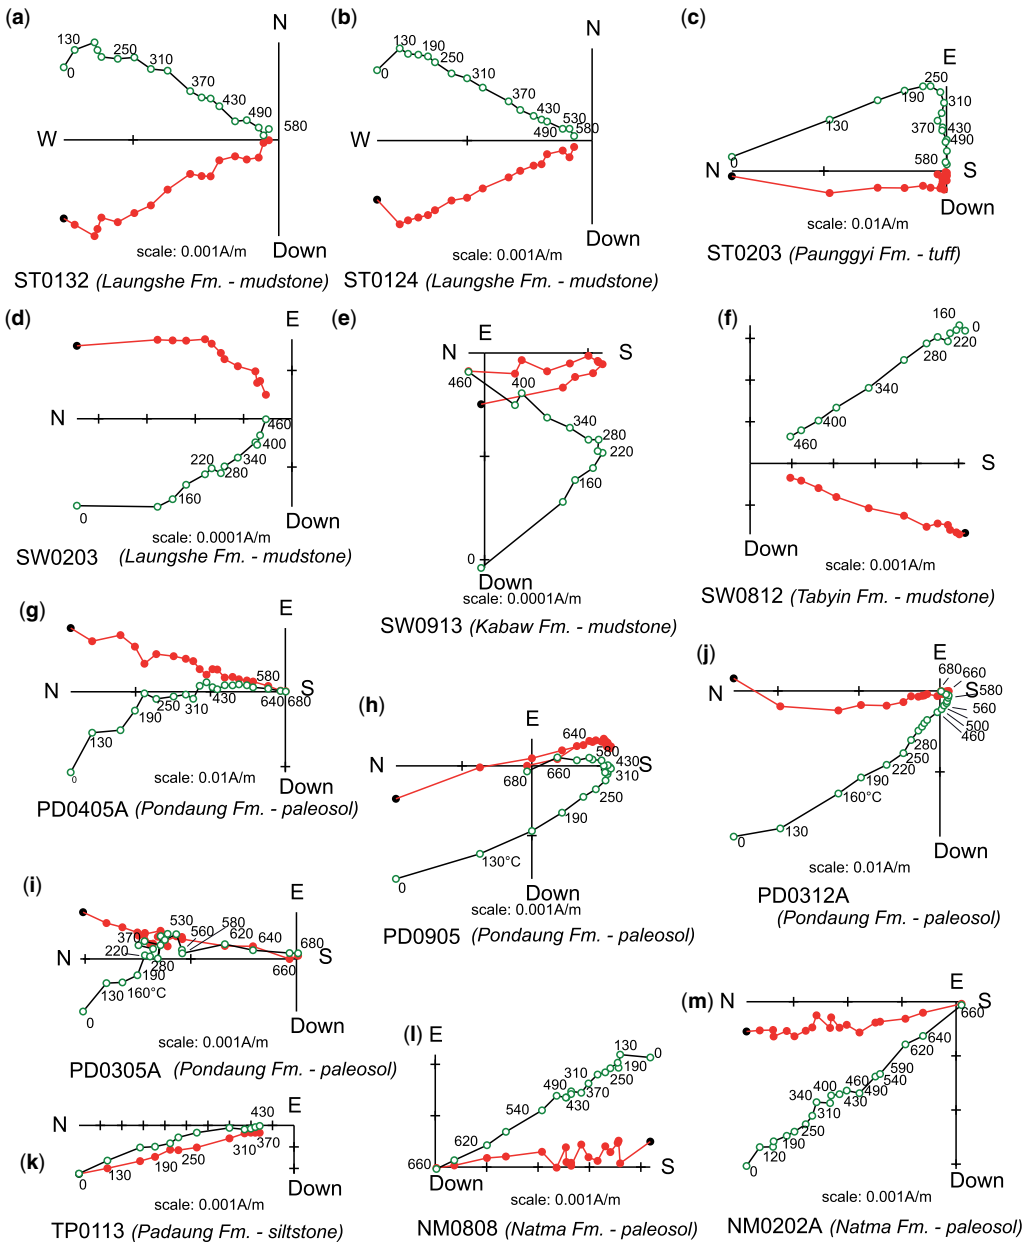 (a)
N
130
250
310
0
370
430
490
580
W
Down
scale: 0.001A/m
ST0132 (Laungshe Fm. - mudstone)
(b)
N
130
190
250
310
0
370
430
530
490
580
W
Down
scale: 0.001A/m
ST0124 (Laungshe Fm. - mudstone)
(c)
E
250
190
310
130
370
430
490
0
580
N
S
Down
scale: 0.01A/m
ST0203 (Paunggyi Fm. - tuff)
(d)
E
N
460
400
340
220
280
160
0
Down
scale: 0.0001A/m
SW0203 (Laungshe Fm. - mudstone)
(e)
E
N
S
460
400
340
280
220
160
0
Down
scale: 0.0001A/m
SW0913 (Kabaw Fm. - mudstone)
(f)
160
0
220
280
340
400
460
S
Down
scale: 0.001A/m
SW0812 (Tabyin Fm. - mudstone)
(g)
E
580
N
S
640
680
430
310
250
190
130
0
Down
scale: 0.01A/m
PD0405A (Pondaung Fm. - paleosol)
(h)
E
640
580
N
430
S
660
680
310
250
190
130°C
0
Down
scale: 0.001A/m
PD0905 (Pondaung Fm. - paleosol)
(j)
E
680
660
N
S
580
560
500
460
280
220
190
160°C
130
0
Down
scale: 0.01A/m
PD0312A
(Pondaung Fm. - paleosol)
(i)
E
530
580
560
620
640
680
370
220
N
S
280
660
190
130
160°C
0
Down
scale: 0.001A/m
PD0305A (Pondaung Fm. - paleosol)
(k)
N
E
430
370
310
250
190
130
0
Down
scale: 0.001A/m
TP0113 (Padaung Fm. - siltstone)
(l)
E
130
0
190
250
310
370
490
430
540
620
660
S
Down
scale: 0.001A/m
NM0808 (Natma Fm. - paleosol)
(m)
N
E
S
660
640
620
590
540
460
490
400
430
340
310
250
190
120
0
Down
scale: 0.001A/m
NM0202A (Natma Fm. - paleosol)